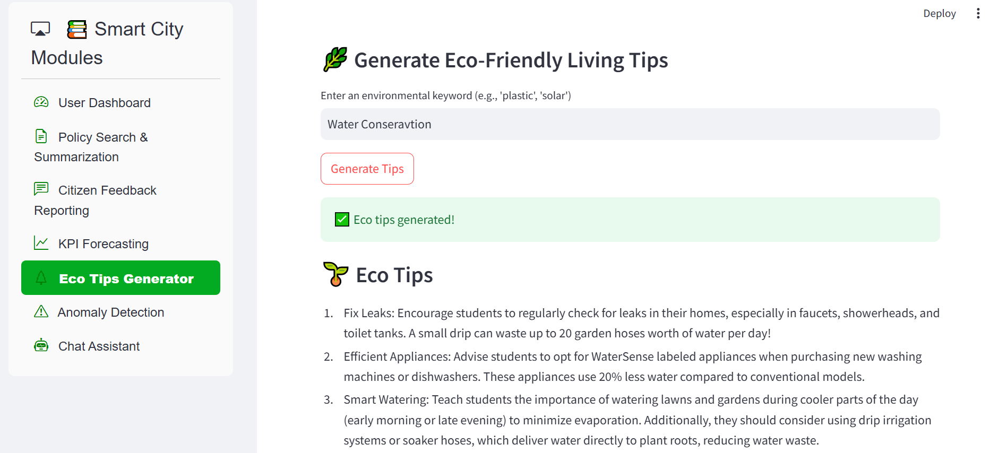 Smart City
Modules
User Dashboard
Policy Search &
Summarization
Citizen Feedback
Reporting
KPI Forecasting
Eco Tips Generator
Anomaly Detection
Chat Assistant
Deploy
Generate Eco-Friendly Living Tips
Enter an environmental keyword (e.g., 'plastic', 'solar')
Water Conseravtion
Generate Tips
Eco tips generated!
Eco Tips
1. Fix Leaks: Encourage students to regularly check for leaks in their homes, especially in faucets, showerheads, and
toilet tanks. A small drip can waste up to 20 garden hoses worth of water per day!
2. Efficient Appliances: Advise students to opt for WaterSense labeled appliances when purchasing new washing
machines or dishwashers. These appliances use 20% less water compared to conventional models.
3. Smart Watering: Teach students the importance of watering lawns and gardens during cooler parts of the day
(early morning or late evening) to minimize evaporation. Additionally, they should consider using drip irrigation
systems or soaker hoses, which deliver water directly to plant roots, reducing water waste.